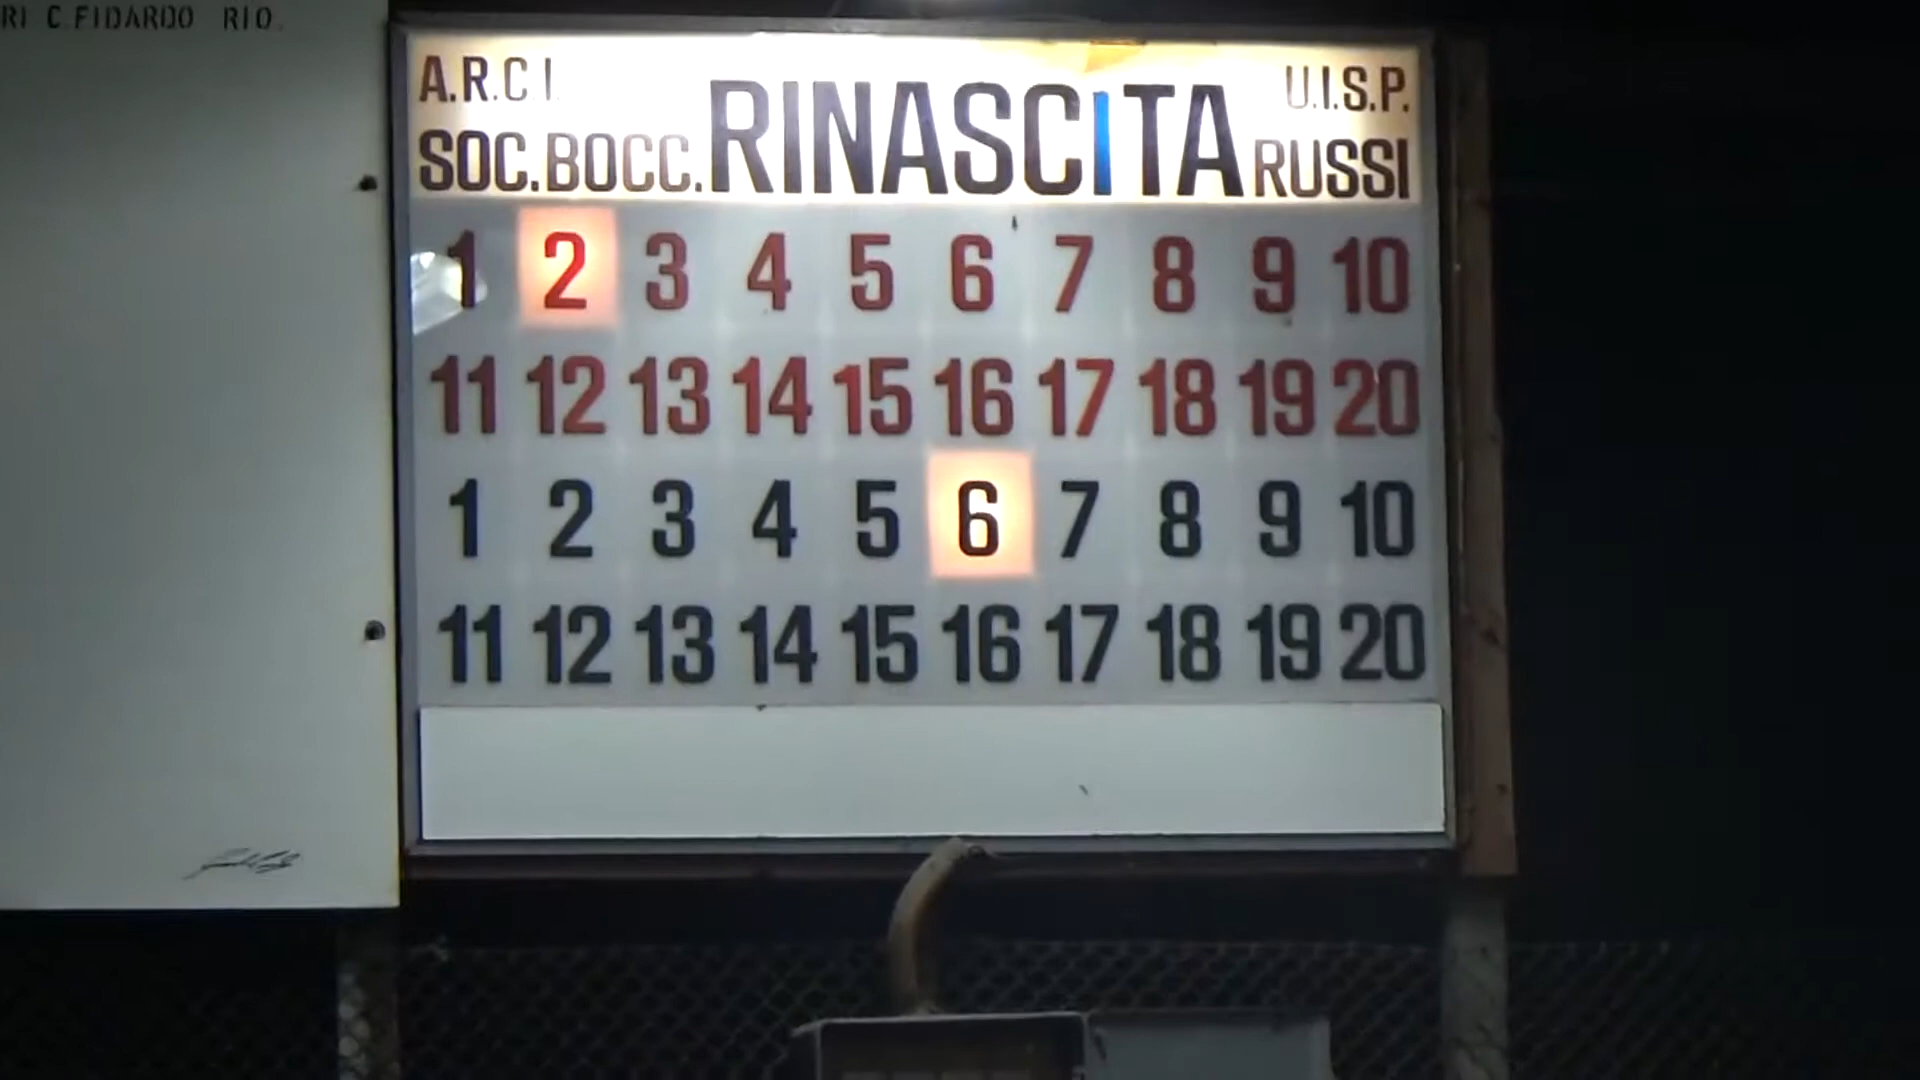 RI C.FIDARDO RIO.
A.R.C.I. U.I.S.P.
SOC.BOCC. RINASCITA RUSSI
1 2 3 4 5 6 7 8 9 10
11 12 13 14 15 16 17 18 19 20
1 2 3 4 5 6 7 8 9 10
11 12 13 14 15 16 17 18 19 20